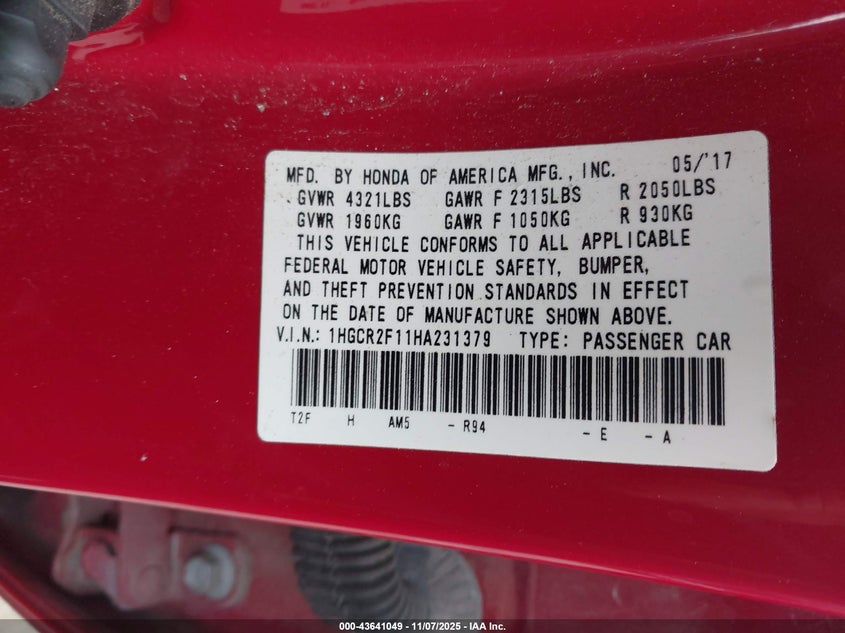 MFD. BY HONDA OF AMERICA MFG., INC. 05/'17
GVWR 4321LBS GAWR F 2315LBS R 2050LBS
GVWR 1960KG GAWR F 1050KG R 930KG
THIS VEHICLE CONFORMS TO ALL APPLICABLE
FEDERAL MOTOR VEHICLE SAFETY, BUMPER,
AND THEFT PREVENTION STANDARDS IN EFFECT
ON THE DATE OF MANUFACTURE SHOWN ABOVE.
V.I.N.: 1HGCR2F11HA231379 TYPE: PASSENGER CAR
T2F H AM5 - R94 - E - A
000-43641049 - 11/07/2025 - IAA Inc.